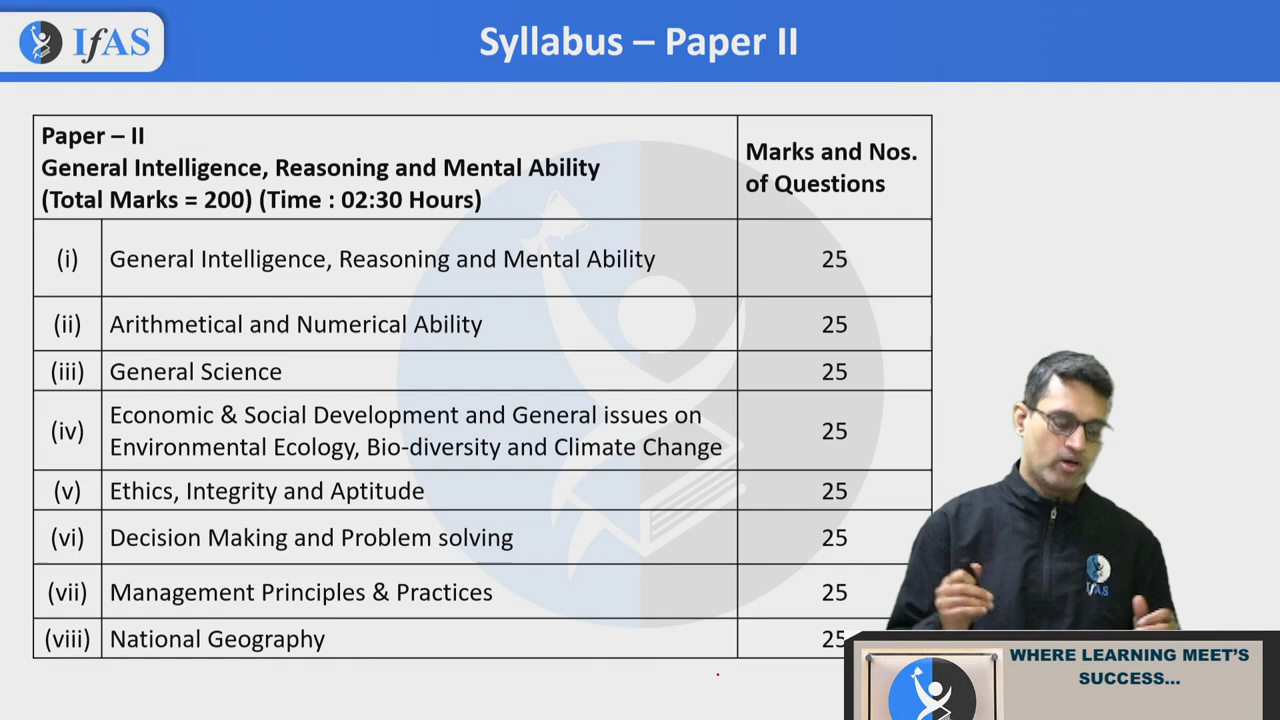 IfAS
Syllabus – Paper II
Paper – II
General Intelligence, Reasoning and Mental Ability
(Total Marks = 200) (Time : 02:30 Hours)
Marks and Nos.
of Questions
(i) General Intelligence, Reasoning and Mental Ability 25
(ii) Arithmetical and Numerical Ability 25
(iii) General Science 25
(iv) Economic & Social Development and General issues on
Environmental Ecology, Bio-diversity and Climate Change 25
(v) Ethics, Integrity and Aptitude 25
(vi) Decision Making and Problem solving 25
(vii) Management Principles & Practices 25
(viii) National Geography 25
IfAS
WHERE LEARNING MEET'S
SUCCESS...